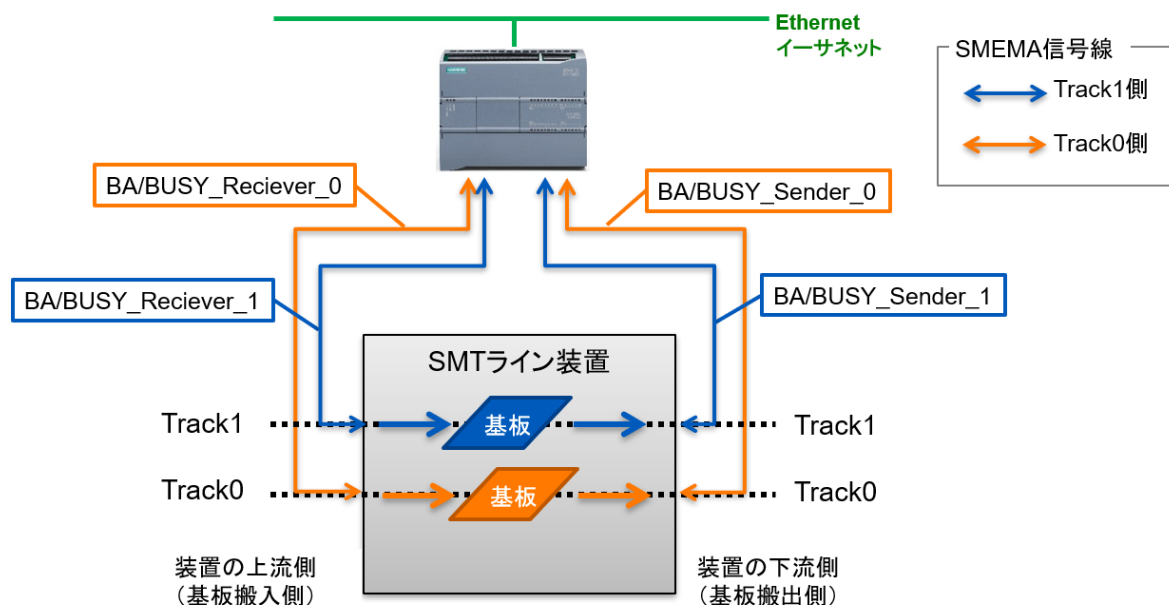 Ethernet
イーサネット
SMEMA信号線
Track1側
Track0側
SIEMENS
BA/BUSY_Reciever_0
BA/BUSY_Sender_0
BA/BUSY_Reciever_1
BA/BUSY_Sender_1
SMTライン装置
Track1
基板
Track1
Track0
基板
Track0
装置の上流側
（基板搬入側）
装置の下流側
（基板搬出側）